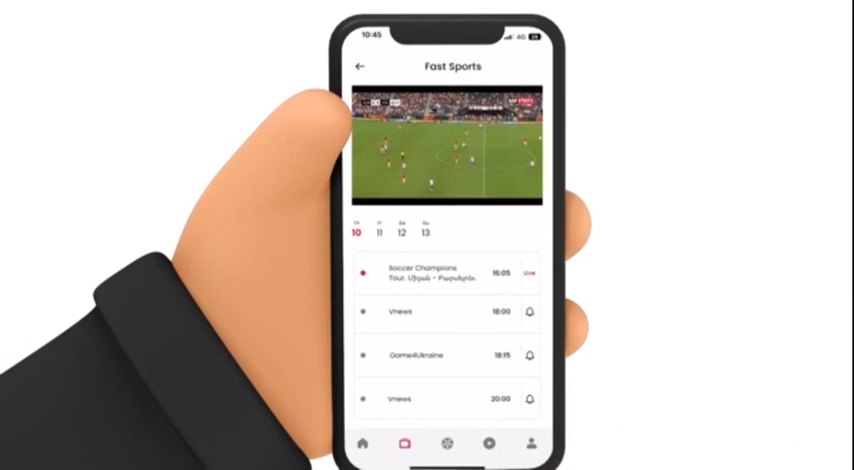 10:45
4G
Fast Sports
Th Fr Sa Su
10 11 12 13
Soccer Champions
Tour. Միլան - Բարսելոնա
16:05
Live
Vnews
18:00
Game4Ukraine
18:15
Vnews
20:00